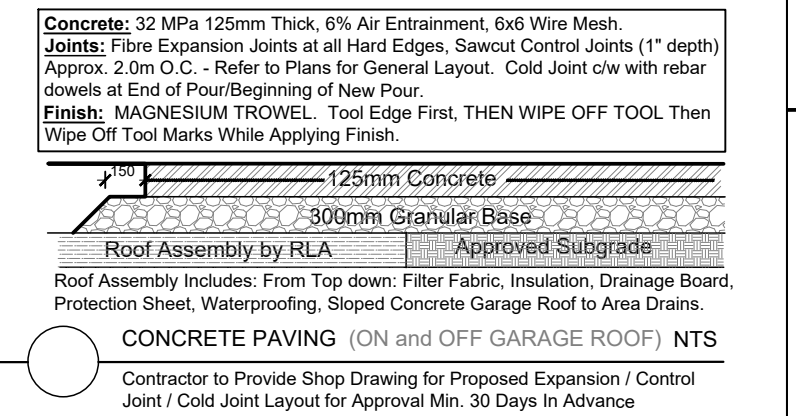 Concrete: 32 MPa 125mm Thick, 6% Air Entrainment, 6x6 Wire Mesh.
Joints: Fibre Expansion Joints at all Hard Edges, Sawcut Control Joints (1" depth)
Approx. 2.0m O.C. - Refer to Plans for General Layout. Cold Joint c/w with rebar
dowels at End of Pour/Beginning of New Pour.
Finish: MAGNESIUM TROWEL. Tool Edge First, THEN WIPE OFF TOOL Then
Wipe Off Tool Marks While Applying Finish.
150
125mm Concrete
300mm Granular Base
Roof Assembly by RLA
Approved Subgrade
Roof Assembly Includes: From Top down: Filter Fabric, Insulation, Drainage Board,
Protection Sheet, Waterproofing, Sloped Concrete Garage Roof to Area Drains.
CONCRETE PAVING (ON and OFF GARAGE ROOF) NTS
Contractor to Provide Shop Drawing for Proposed Expansion / Control
Joint / Cold Joint Layout for Approval Min. 30 Days In Advance